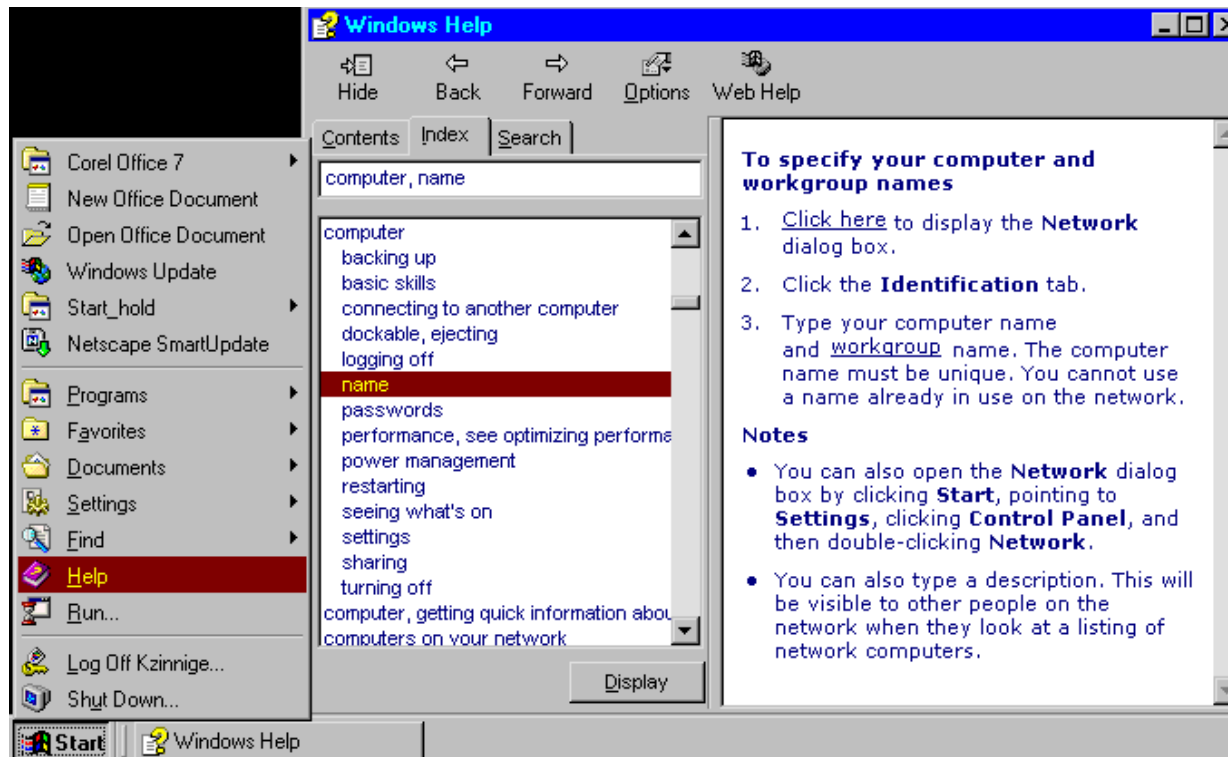 Windows Help
Hide Back Forward Options Web Help
Contents Index Search
computer, name
computer
backing up
basic skills
connecting to another computer
dockable, ejecting
logging off
name
passwords
performance, see optimizing performa
power management
restarting
seeing what's on
settings
sharing
turning off
computer, getting quick information abou
computers on your network
Display
To specify your computer and
workgroup names
1. Click here to display the Network
dialog box.
2. Click the Identification tab.
3. Type your computer name
and workgroup name. The computer
name must be unique. You cannot use
a name already in use on the network.
Notes
• You can also open the Network dialog
box by clicking Start, pointing to
Settings, clicking Control Panel, and
then double-clicking Network.
• You can also type a description. This will
be visible to other people on the
network when they look at a listing of
network computers.
Corel Office 7
New Office Document
Open Office Document
Windows Update
Start_hold
Netscape SmartUpdate
Programs
Favorites
Documents
Settings
Find
Help
Run...
Log Off Kzinnige...
Shut Down...
Start Windows Help